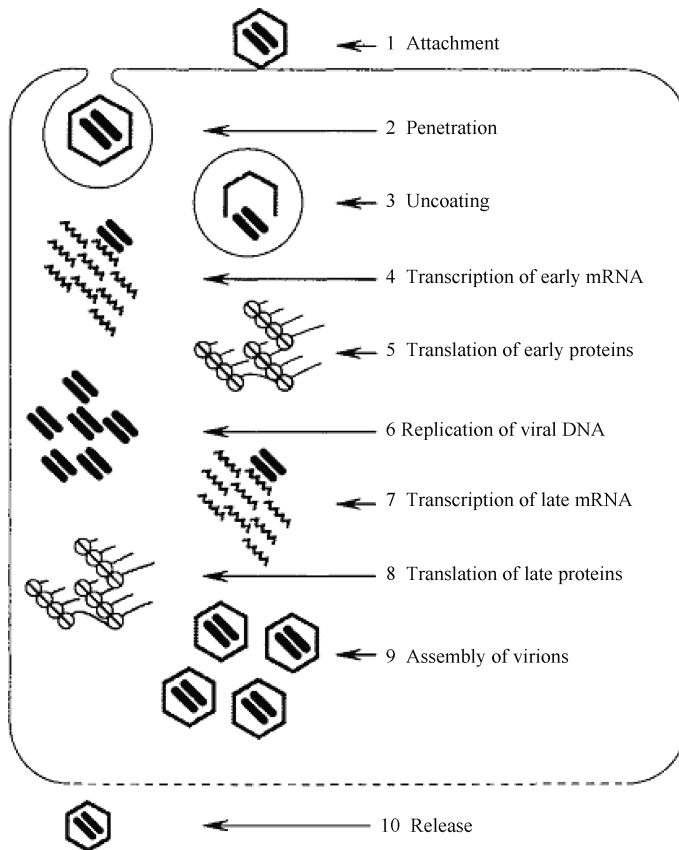 1 Attachment
2 Penetration
3 Uncoating
4 Transcription of early mRNA
5 Translation of early proteins
6 Replication of viral DNA
7 Transcription of late mRNA
8 Translation of late proteins
9 Assembly of virions
10 Release